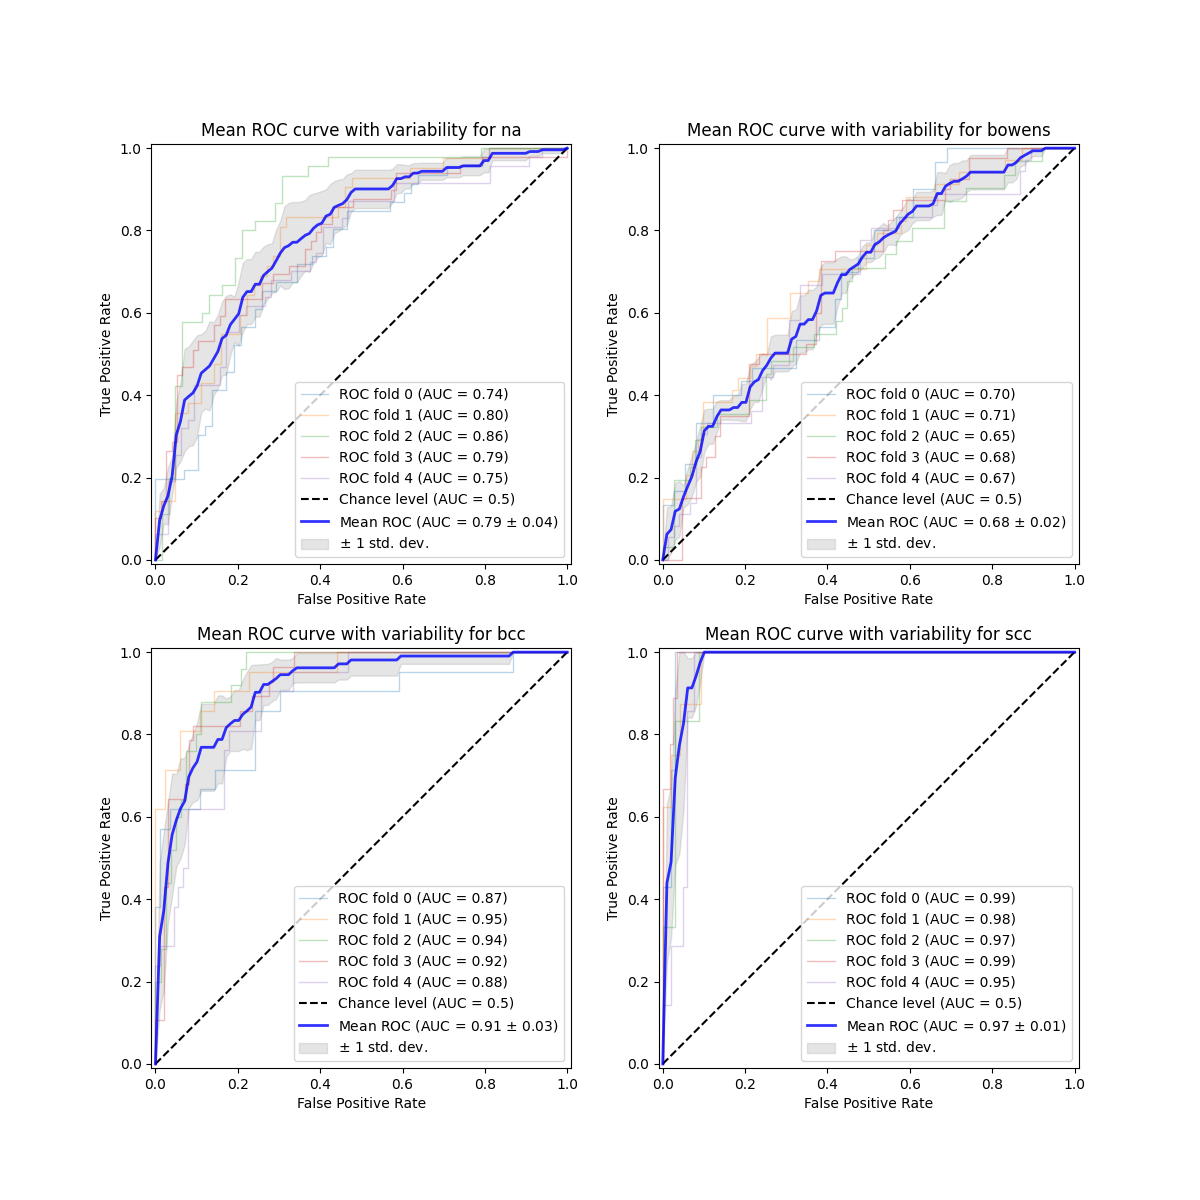 Mean ROC curve with variability for na
1.0
0.8
0.6
0.4
0.2
0.0
True Positive Rate
ROC fold 0 (AUC = 0.74)
ROC fold 1 (AUC = 0.80)
ROC fold 2 (AUC = 0.86)
ROC fold 3 (AUC = 0.79)
ROC fold 4 (AUC = 0.75)
Chance level (AUC = 0.5)
Mean ROC (AUC = 0.79 ± 0.04)
± 1 std. dev.
0.0 0.2 0.4 0.6 0.8 1.0
False Positive Rate
Mean ROC curve with variability for bowens
1.0
0.8
0.6
0.4
0.2
0.0
True Positive Rate
ROC fold 0 (AUC = 0.70)
ROC fold 1 (AUC = 0.71)
ROC fold 2 (AUC = 0.65)
ROC fold 3 (AUC = 0.68)
ROC fold 4 (AUC = 0.67)
Chance level (AUC = 0.5)
Mean ROC (AUC = 0.68 ± 0.02)
± 1 std. dev.
0.0 0.2 0.4 0.6 0.8 1.0
False Positive Rate
Mean ROC curve with variability for bcc
1.0
0.8
0.6
0.4
0.2
0.0
True Positive Rate
ROC fold 0 (AUC = 0.87)
ROC fold 1 (AUC = 0.95)
ROC fold 2 (AUC = 0.94)
ROC fold 3 (AUC = 0.92)
ROC fold 4 (AUC = 0.88)
Chance level (AUC = 0.5)
Mean ROC (AUC = 0.91 ± 0.03)
± 1 std. dev.
0.0 0.2 0.4 0.6 0.8 1.0
False Positive Rate
Mean ROC curve with variability for scc
1.0
0.8
0.6
0.4
0.2
0.0
True Positive Rate
ROC fold 0 (AUC = 0.99)
ROC fold 1 (AUC = 0.98)
ROC fold 2 (AUC = 0.97)
ROC fold 3 (AUC = 0.99)
ROC fold 4 (AUC = 0.95)
Chance level (AUC = 0.5)
Mean ROC (AUC = 0.97 ± 0.01)
± 1 std. dev.
0.0 0.2 0.4 0.6 0.8 1.0
False Positive Rate